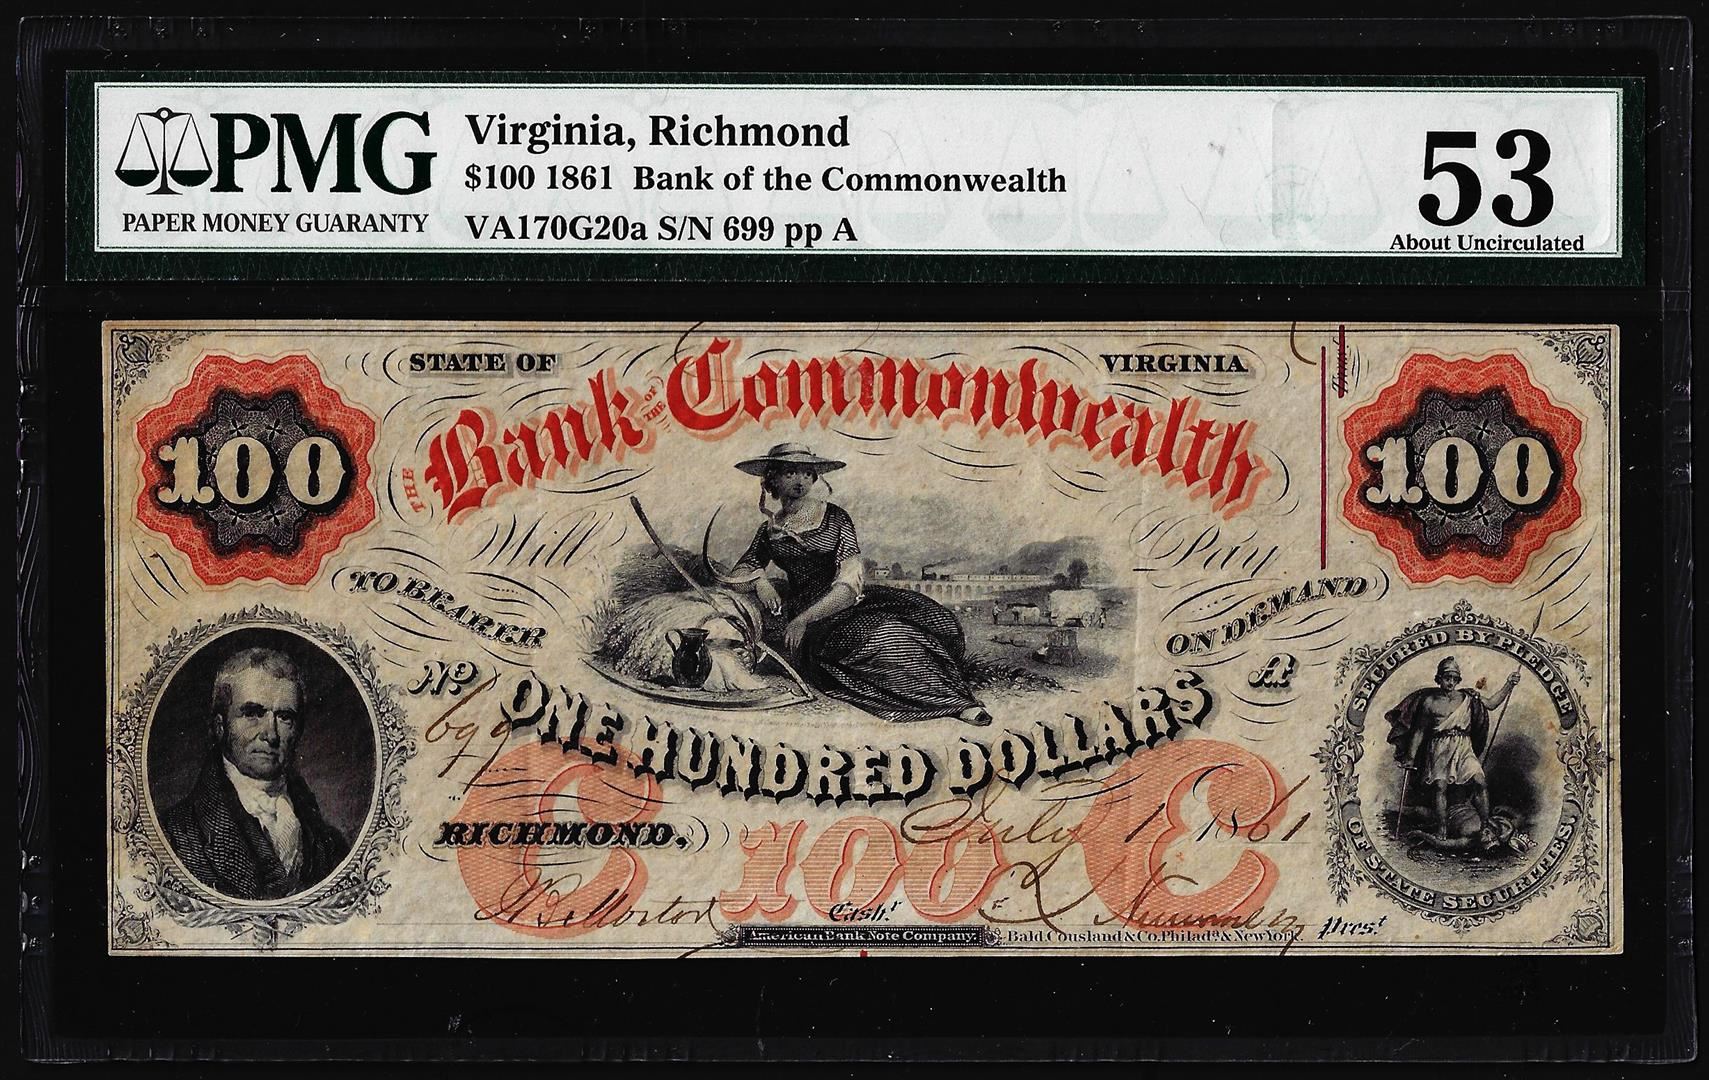 PMG
PAPER MONEY GUARANTY
Virginia, Richmond
$100 1861 Bank of the Commonwealth
VA170G20a S/N 699 pp A
53
About Uncirculated
STATE OF VIRGINIA
THE Bank OF THE Commonwealth
100
100
Will Pay
TO BEARER ON DEMAND
No. 699 A
ONE HUNDRED DOLLARS
SECURED BY PLEDGE
OF STATE SECURITIES.
C 100 C
RICHMOND, July 1 1861
Cash.r Pres.t
American Bank Note Company. Bald, Cousland & Co. Philad.a & New York.